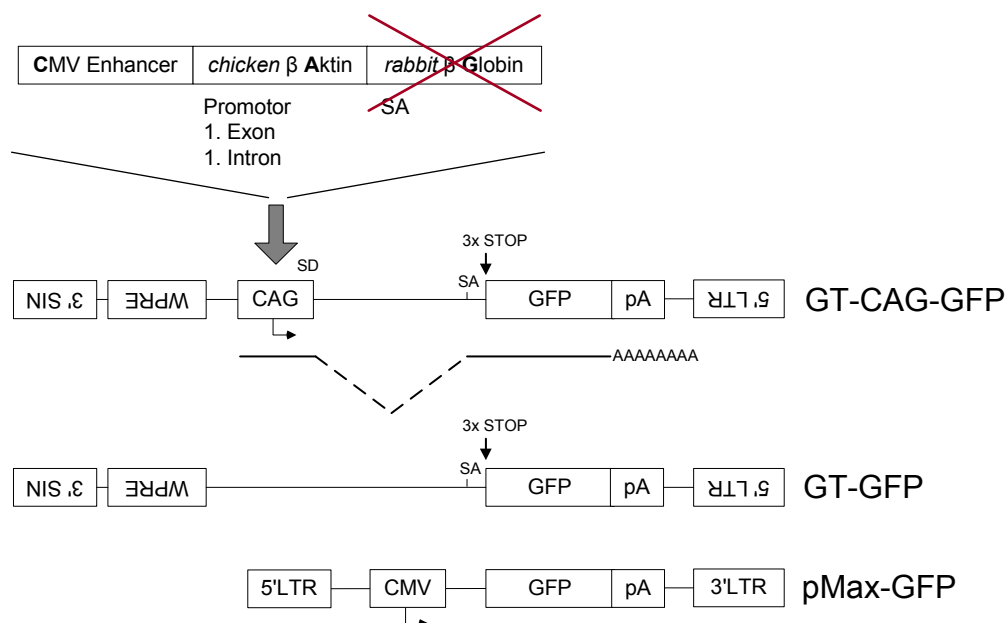 CMV Enhancer chicken β Aktin rabbit β Globin
Promotor SA
1. Exon
1. Intron
3x STOP
SD
SA
3' SIN WPRE CAG GFP pA 5'LTR GT-CAG-GFP
AAAAAAAA
3x STOP
SA
3' SIN WPRE GFP pA 5'LTR GT-GFP
5'LTR CMV GFP pA 3'LTR pMax-GFP